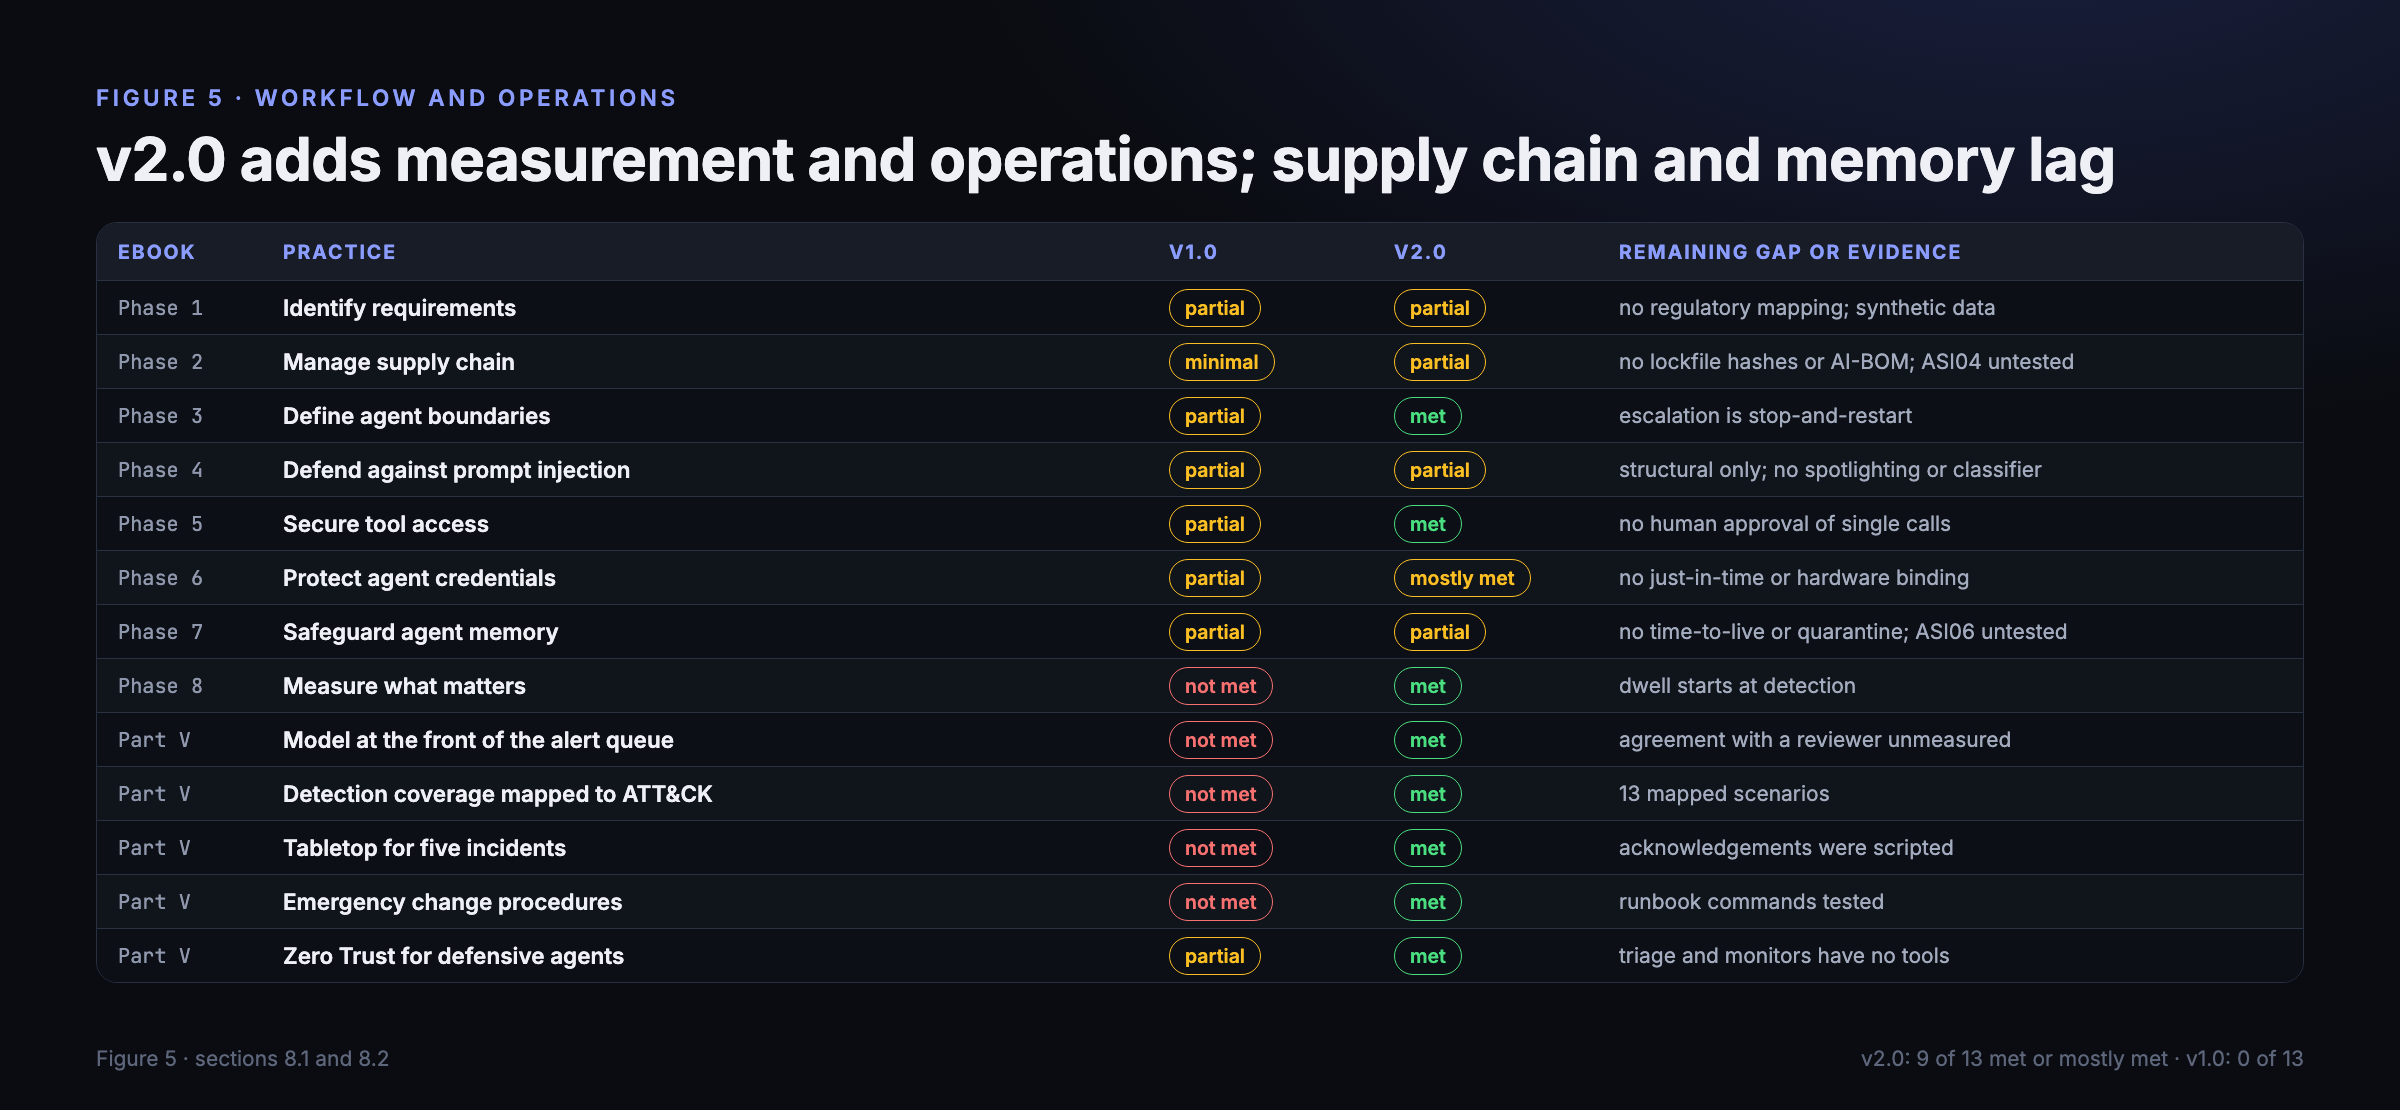 FIGURE 5 · WORKFLOW AND OPERATIONS
v2.0 adds measurement and operations; supply chain and memory lag
EBOOK PRACTICE V1.0 V2.0 REMAINING GAP OR EVIDENCE
Phase 1 Identify requirements partial partial no regulatory mapping; synthetic data
Phase 2 Manage supply chain minimal partial no lockfile hashes or AI-BOM; ASI04 untested
Phase 3 Define agent boundaries partial met escalation is stop-and-restart
Phase 4 Defend against prompt injection partial partial structural only; no spotlighting or classifier
Phase 5 Secure tool access partial met no human approval of single calls
Phase 6 Protect agent credentials partial mostly met no just-in-time or hardware binding
Phase 7 Safeguard agent memory partial partial no time-to-live or quarantine; ASI06 untested
Phase 8 Measure what matters not met met dwell starts at detection
Part V Model at the front of the alert queue not met met agreement with a reviewer unmeasured
Part V Detection coverage mapped to ATT&CK not met met 13 mapped scenarios
Part V Tabletop for five incidents not met met acknowledgements were scripted
Part V Emergency change procedures not met met runbook commands tested
Part V Zero Trust for defensive agents partial met triage and monitors have no tools
Figure 5 · sections 8.1 and 8.2 v2.0: 9 of 13 met or mostly met · v1.0: 0 of 13